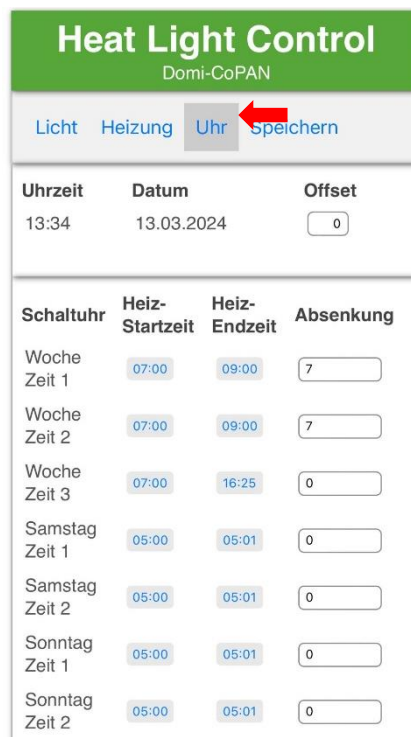 Heat Light Control
Domi-CoPAN
Licht Heizung Uhr Speichern
Uhrzeit Datum Offset
13:34 13.03.2024 0
Schaltuhr Heiz-Startzeit Heiz-Endzeit Absenkung
Woche Zeit 1 07:00 09:00 7
Woche Zeit 2 07:00 09:00 7
Woche Zeit 3 07:00 16:25 0
Samstag Zeit 1 05:00 05:01 0
Samstag Zeit 2 05:00 05:01 0
Sonntag Zeit 1 05:00 05:01 0
Sonntag Zeit 2 05:00 05:01 0